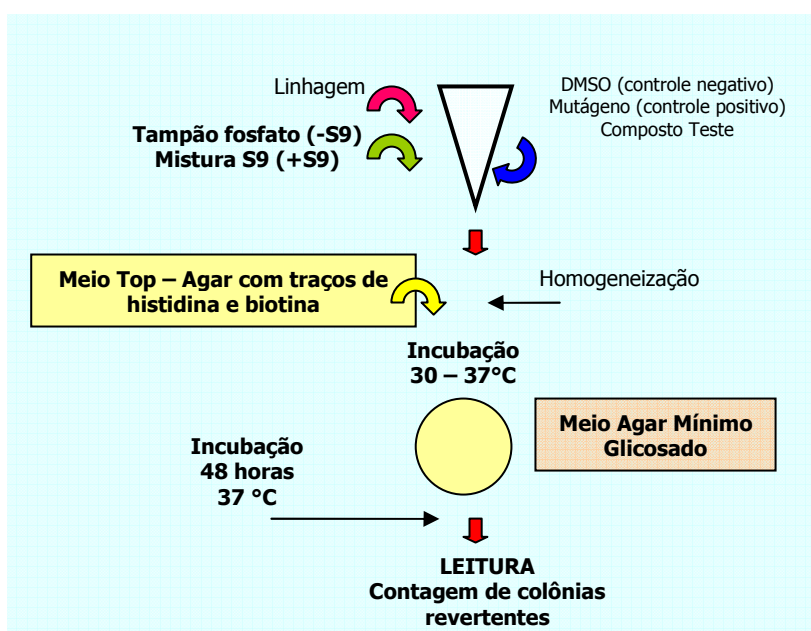 Linhagem
Tampão fosfato (-S9)
Mistura S9 (+S9)
DMSO (controle negativo)
Mutágeno (controle positivo)
Composto Teste
Meio Top – Agar com traços de
histidina e biotina
Homogeneização
Incubação
30 – 37°C
Meio Agar Mínimo
Glicosado
Incubação
48 horas
37 °C
LEITURA
Contagem de colônias
revertentes